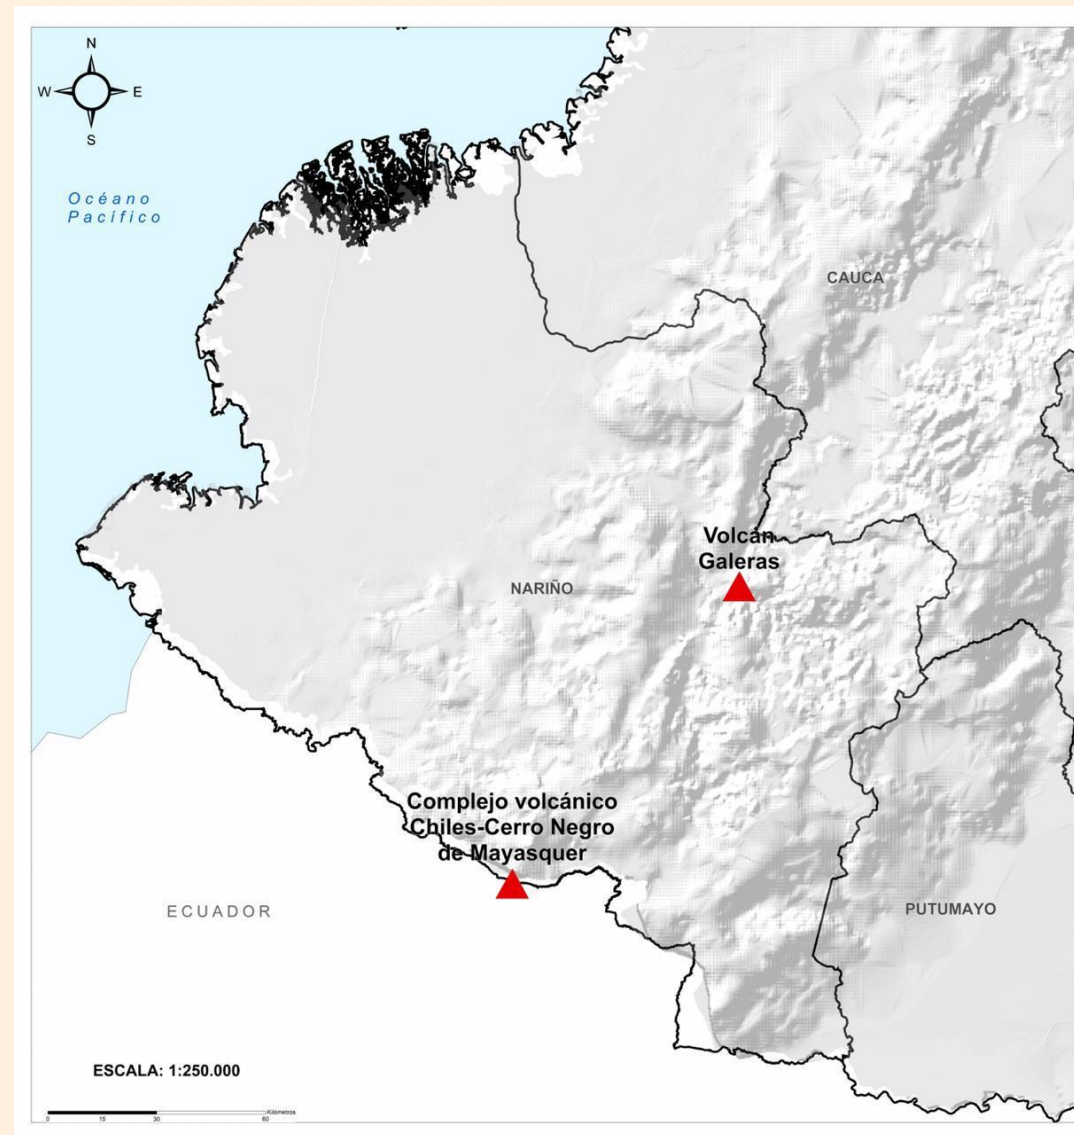 N
W E
S
Océano
Pacífico
CAUCA
Volcán
Galeras
NARIÑO
Complejo volcánico
Chiles-Cerro Negro
de Mayasquer
ECUADOR
PUTUMAYO
ESCALA: 1:250.000
Kilómetros
0 15 30 60